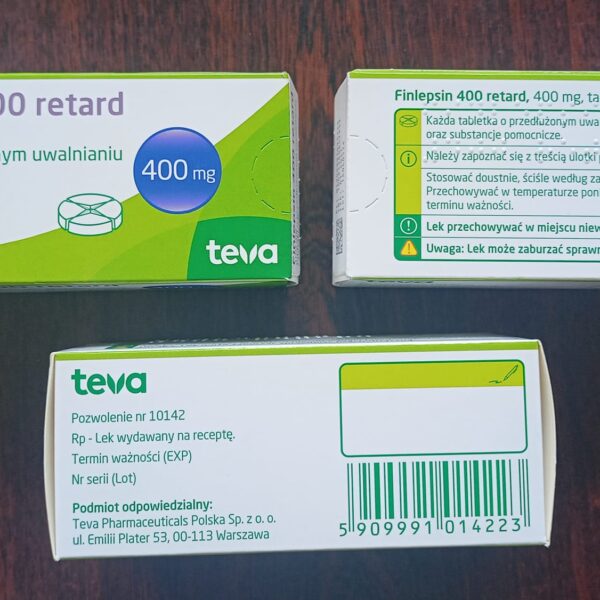 00 retard
nym uwalnianiu
400 mg
teva
Finlepsin 400 retard, 400 mg, ta
Każda tabletka o przedłużonym uwa
oraz substancje pomocnicze.
Należy zapoznać się z treścią ulotki p
Stosować doustnie, ściśle według za
Przechowywać w temperaturze pon
terminu ważności.
Lek przechowywać w miejscu niew
Uwaga: Lek może zaburzać sprawn
teva
Pozwolenie nr 10142
Rp - Lek wydawany na receptę.
Termin ważności (EXP)
Nr serii (Lot)
Podmiot odpowiedzialny:
Teva Pharmaceuticals Polska Sp. z o. o.
ul. Emilii Plater 53, 00-113 Warszawa
5 909991 014223